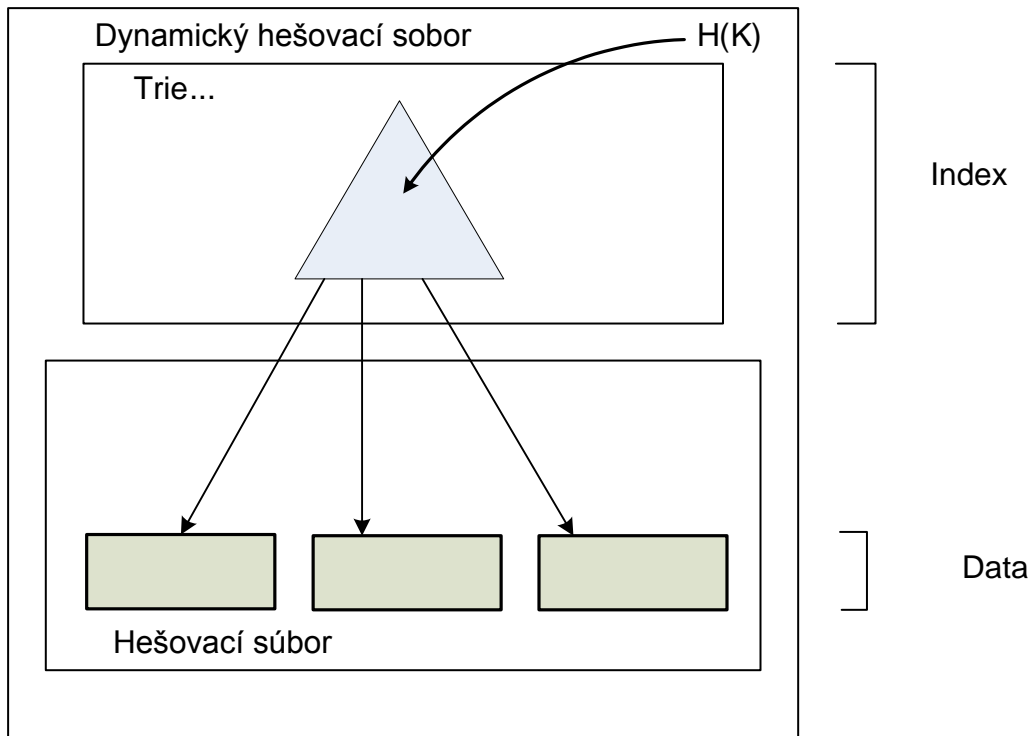 Dynamický hešovací sobor
H(K)
Trie...
Index
Data
Hešovací súbor